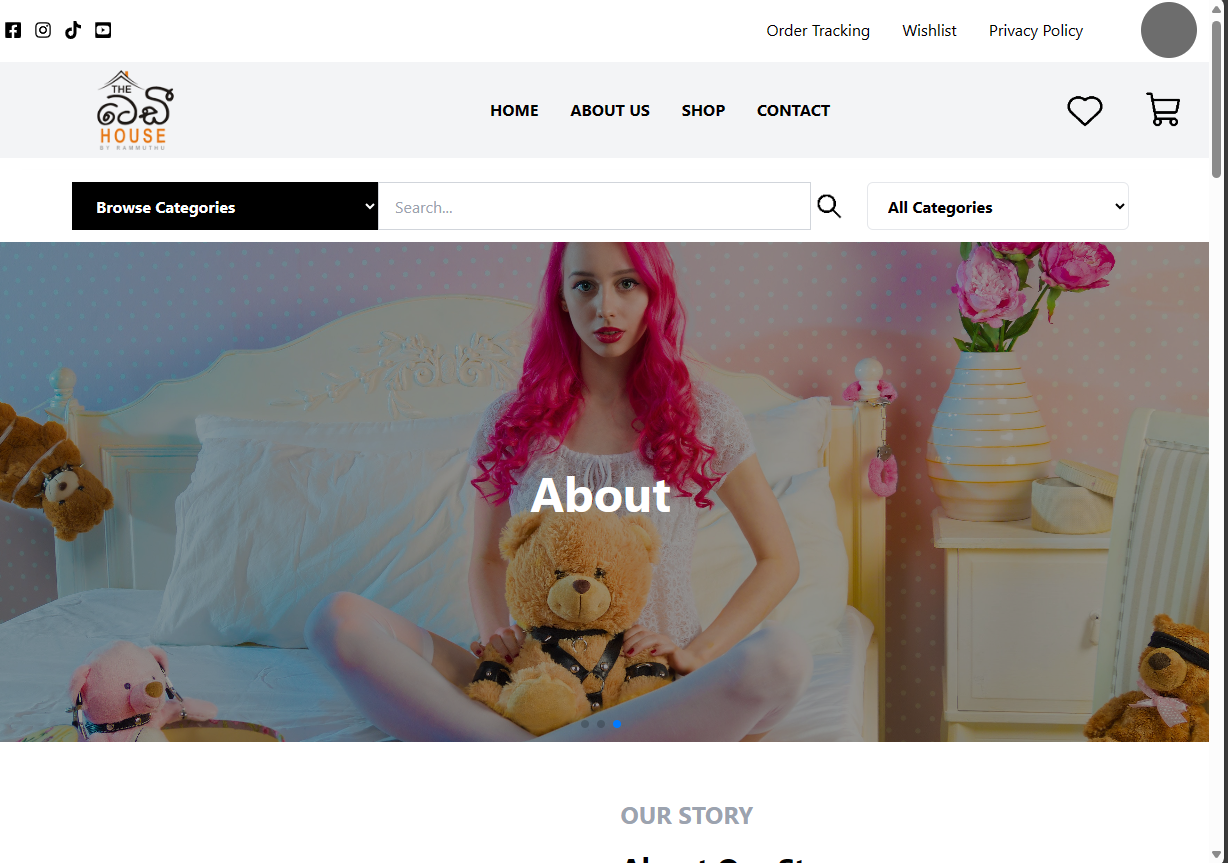 Order Tracking Wishlist Privacy Policy
THE
ටෙඩි
HOUSE
BY RAMMUTHU
HOME ABOUT US SHOP CONTACT
Browse Categories Search... All Categories
About
OUR STORY